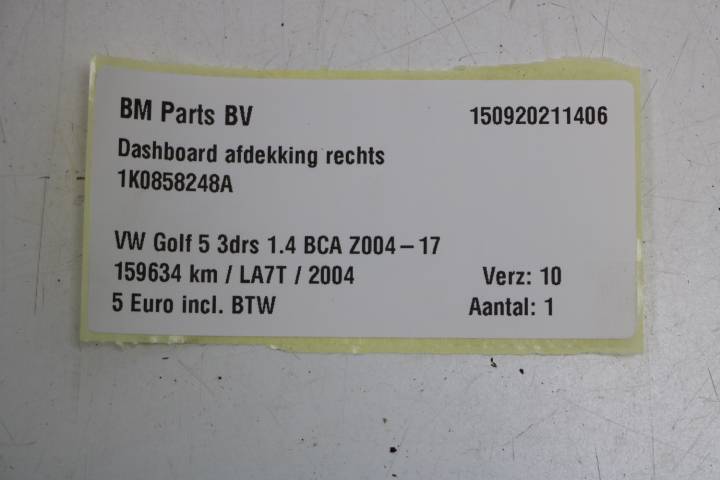 BM Parts BV 150920211406
Dashboard afdekking rechts
1K0858248A
VW Golf 5 3drs 1.4 BCA Z004-17
159634 km / LA7T / 2004 Verz: 10
5 Euro incl. BTW Aantal: 1